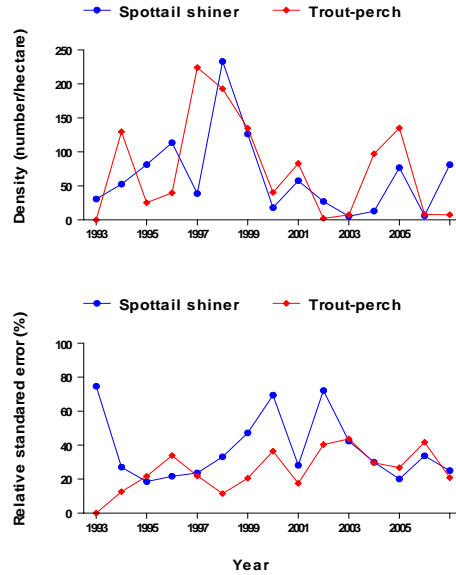 Spottail shiner Trout-perch
Density (number/hectare)
250
200
150
100
50
0
1993 1995 1997 1999 2001 2003 2005
Spottail shiner Trout-perch
Relative standared error (%)
100
80
60
40
20
0
1993 1995 1997 1999 2001 2003 2005
Year